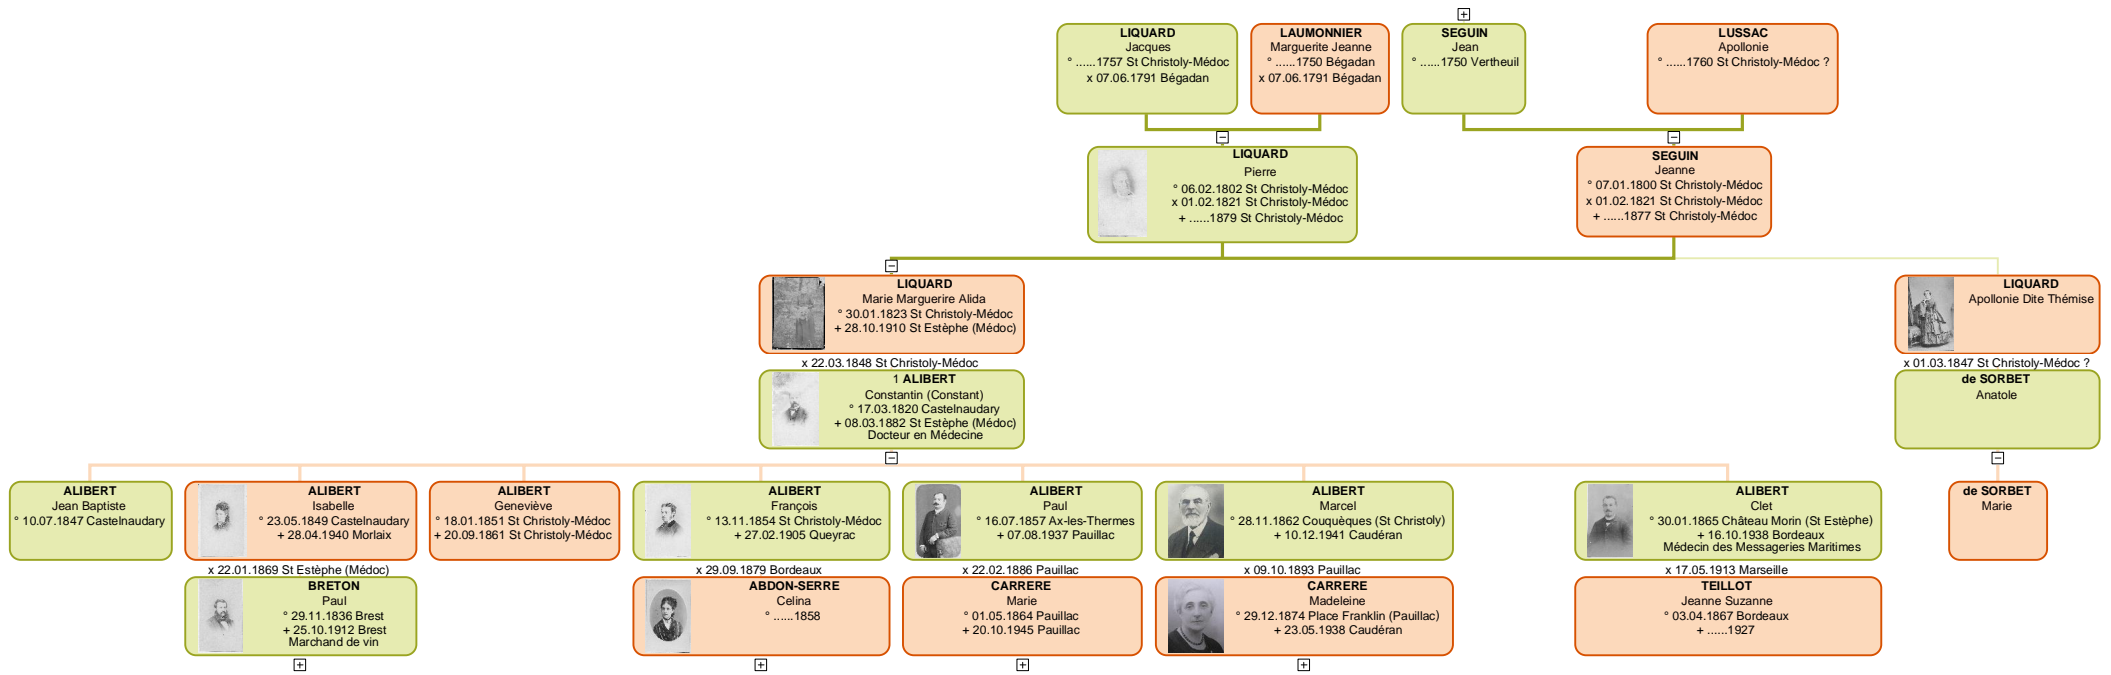 LIQUARD
Jacques
° ......1757 St Christoly-Médoc
x 07.06.1791 Bégadan
LAUMONNIER
Marguerite Jeanne
° ......1750 Bégadan
x 07.06.1791 Bégadan
SEGUIN
Jean
° ......1750 Vertheuil
LUSSAC
Apollonie
° ......1760 St Christoly-Médoc ?
LIQUARD
Pierre
° 06.02.1802 St Christoly-Médoc
x 01.02.1821 St Christoly-Médoc
+ ......1879 St Christoly-Médoc
SEGUIN
Jeanne
° 07.01.1800 St Christoly-Médoc
x 01.02.1821 St Christoly-Médoc
+ ......1877 St Christoly-Médoc
LIQUARD
Marie Marguerire Alida
° 30.01.1823 St Christoly-Médoc
+ 28.10.1910 St Estèphe (Médoc)
x 22.03.1848 St Christoly-Médoc
1 ALIBERT
Constantin (Constant)
° 17.03.1820 Castelnaudary
+ 08.03.1882 St Estèphe (Médoc)
Docteur en Médecine
LIQUARD
Apollonie Dite Thémise
x 01.03.1847 St Christoly-Médoc ?
de SORBET
Anatole
ALIBERT
Jean Baptiste
° 10.07.1847 Castelnaudary
ALIBERT
Isabelle
° 23.05.1849 Castelnaudary
+ 28.04.1940 Morlaix
x 22.01.1869 St Estèphe (Médoc)
BRETON
Paul
° 29.11.1836 Brest
+ 25.10.1912 Brest
Marchand de vin
ALIBERT
Geneviève
° 18.01.1851 St Christoly-Médoc
+ 20.09.1861 St Christoly-Médoc
ALIBERT
François
° 13.11.1854 St Christoly-Médoc
+ 27.02.1905 Queyrac
x 29.09.1879 Bordeaux
ABDON-SERRE
Celina
° ......1858
ALIBERT
Paul
° 16.07.1857 Ax-les-Thermes
+ 07.08.1937 Pauillac
x 22.02.1886 Pauillac
CARRERE
Marie
° 01.05.1864 Pauillac
+ 20.10.1945 Pauillac
ALIBERT
Marcel
° 28.11.1862 Couquèques (St Christoly)
+ 10.12.1941 Caudéran
x 09.10.1893 Pauillac
CARRERE
Madeleine
° 29.12.1874 Place Franklin (Pauillac)
+ 23.05.1938 Caudéran
ALIBERT
Clet
° 30.01.1865 Château Morin (St Estèphe)
+ 16.10.1938 Bordeaux
Médecin des Messageries Maritimes
x 17.05.1913 Marseille
TEILLOT
Jeanne Suzanne
° 03.04.1867 Bordeaux
+ ......1927
de SORBET
Marie